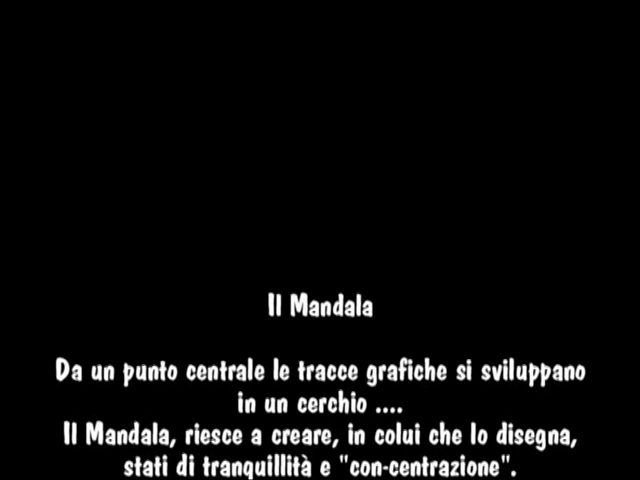 Il Mandala
Da un punto centrale le tracce grafiche si sviluppano
in un cerchio ....
Il Mandala, riesce a creare, in colui che lo disegna,
stati di tranquillità e "con-centrazione".